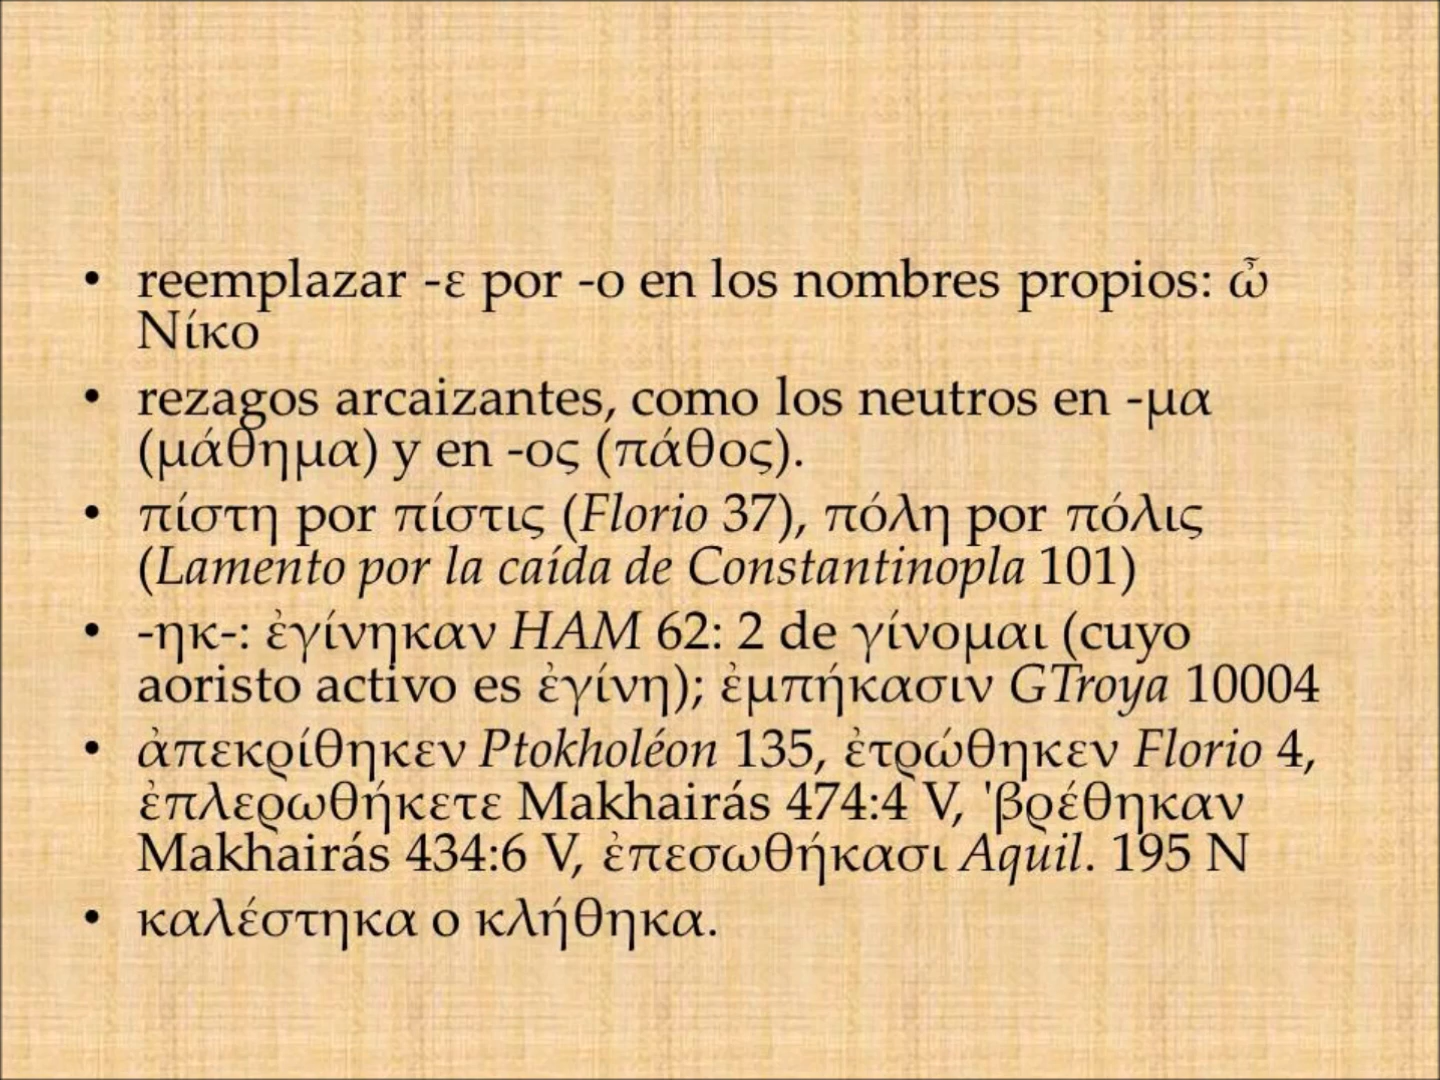 • reemplazar -ε por -ο en los nombres propios: ὦ
Νίκο
• rezagos arcaizantes, como los neutros en -μα
(μάθημα) y en -ος (πάθος).
• πίστη por πίστις (Florio 37), πόλη por πόλις
(Lamento por la caída de Constantinopla 101)
• -ηκ-: ἐγίνηκαν HAM 62: 2 de γίνομαι (cuyo
aoristo activo es ἐγίνη); ἐμπήκασιν GTroya 10004
• ἀπεκρίθηκεν Ptokholéon 135, ἐτρώθηκεν Florio 4,
ἐπλερωθήκετε Makhairás 474:4 V, 'βρέθηκαν
Makhairás 434:6 V, ἐπεσωθήκασι Aquil. 195 N
• καλέστηκα o κλήθηκα.